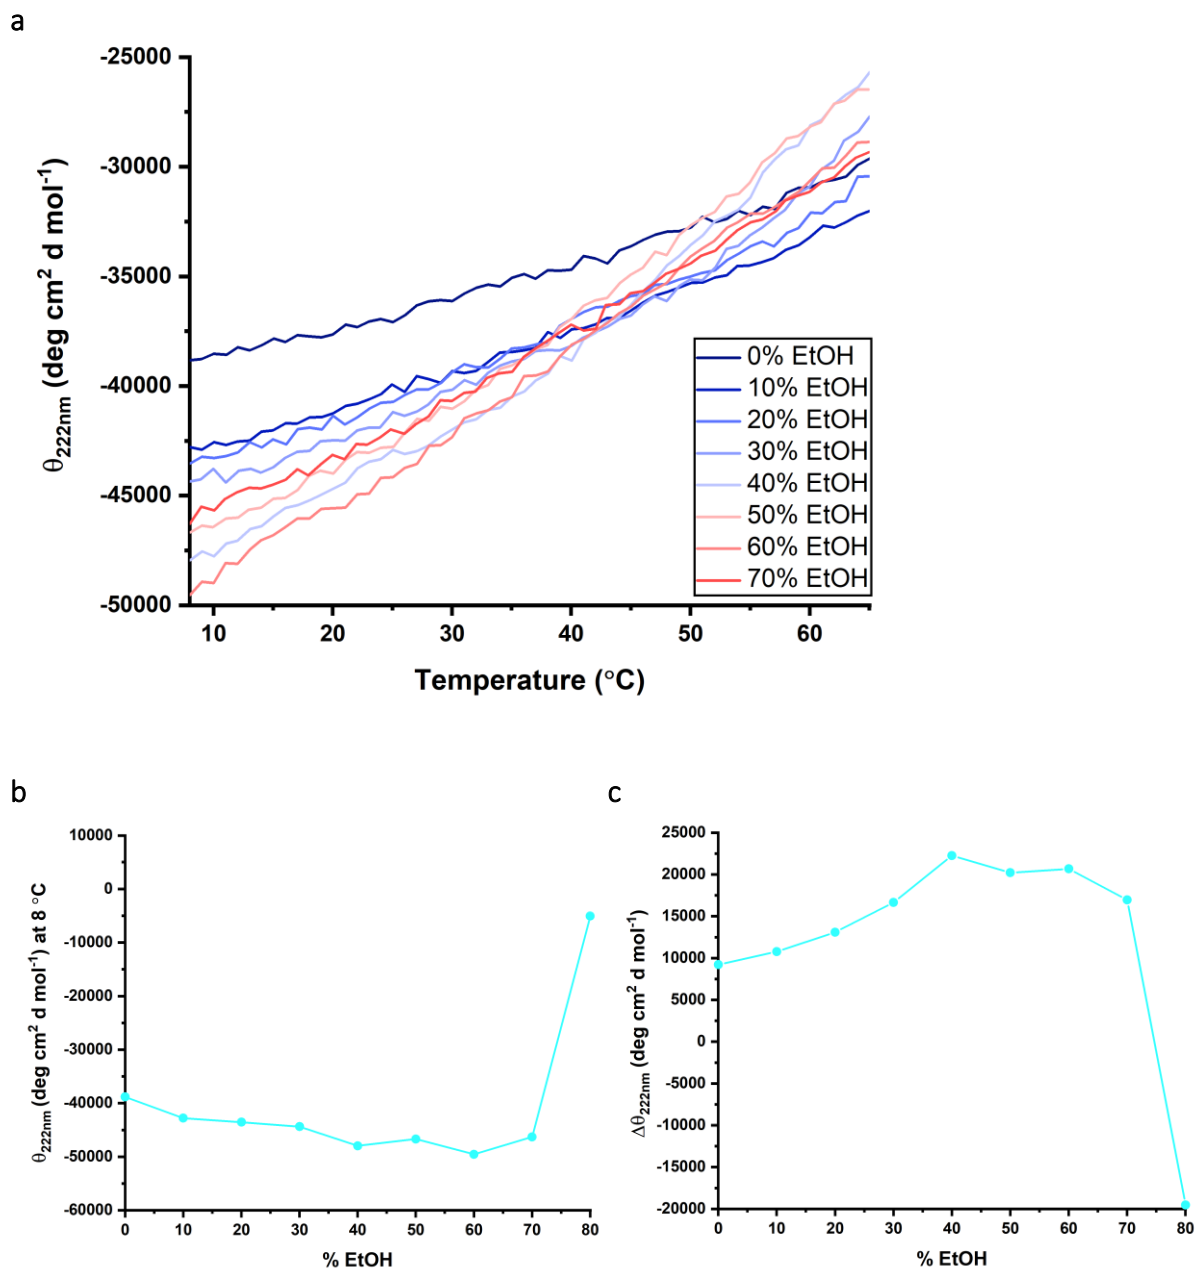 a
-25000
-30000
-35000
-40000
-45000
-50000
θ222nm (deg cm² d mol⁻¹)
10 20 30 40 50 60
Temperature (°C)
0% EtOH
10% EtOH
20% EtOH
30% EtOH
40% EtOH
50% EtOH
60% EtOH
70% EtOH
b
10000
0
-10000
-20000
-30000
-40000
-50000
-60000
θ222nm (deg cm² d mol⁻¹) at 8 °C
0 10 20 30 40 50 60 70 80
% EtOH
c
25000
20000
15000
10000
5000
0
-5000
-10000
-15000
-20000
Δθ222nm (deg cm² d mol⁻¹)
0 10 20 30 40 50 60 70 80
% EtOH